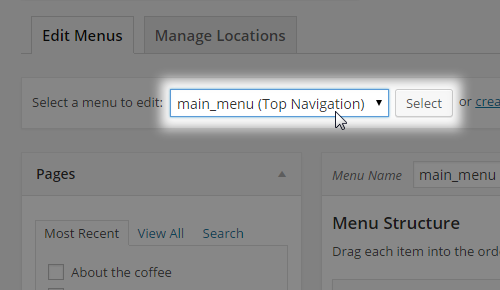 Edit Menus
Manage Locations
Select a menu to edit: main_menu (Top Navigation) Select or crea
Pages
Menu Name main_menu
Most Recent View All Search
Menu Structure
Drag each item into the orde
About the coffee